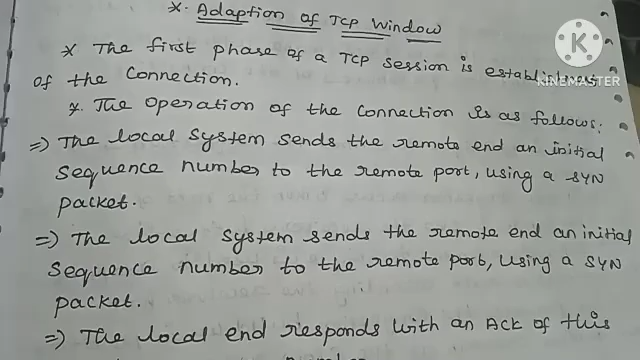 *. Adaption of TCP Window
* The first phase of a TCP session is establishment
of the connection.
*. The operation of the connection is as follows:
=> The local system sends the remote end an initial
sequence number to the remote port, using a SYN
packet.
=> The local system sends the remote end an initial
sequence number to the remote port, using a SYN
packet.
=> The local end responds with an ACK of this
KINEMASTER